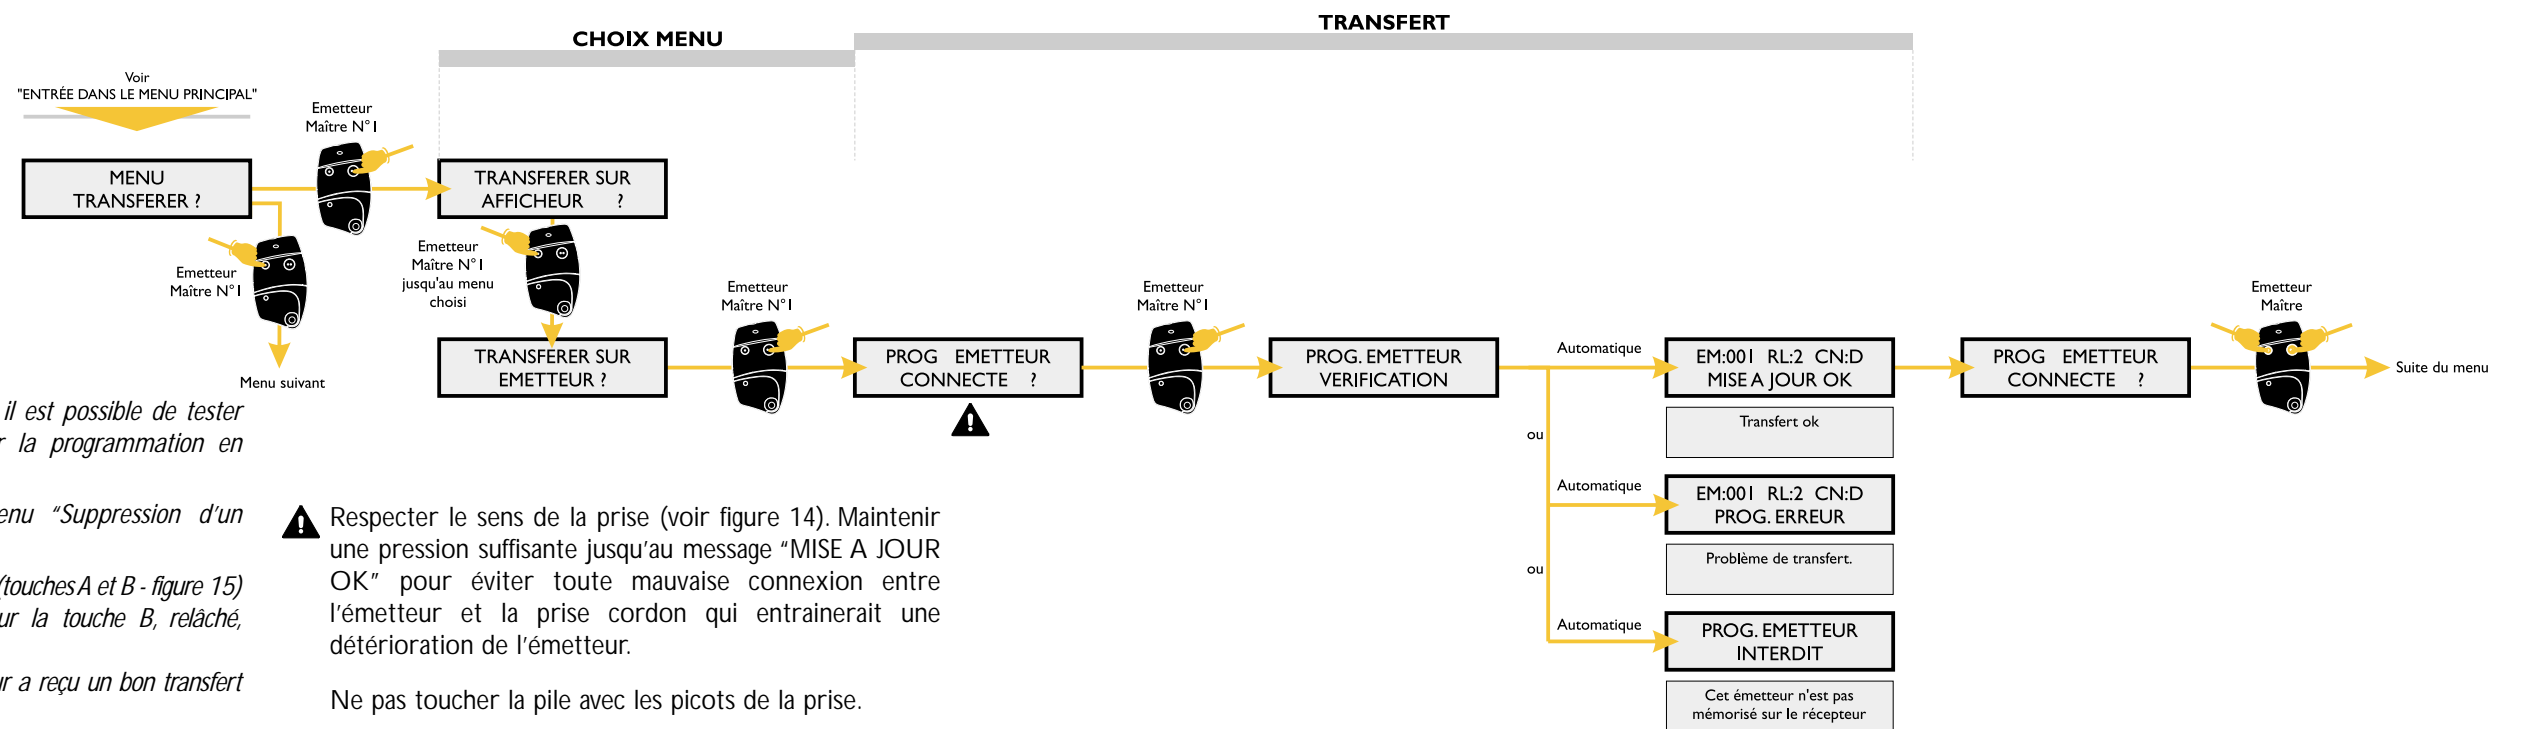 TRANSFERT
CHOIX MENU
Voir
"ENTRÉE DANS LE MENU PRINCIPAL"
Emetteur
Maître N°1
MENU
TRANSFERER ?
TRANSFERER SUR
AFFICHEUR ?
Emetteur
Maître N°1
Menu suivant
Emetteur
Maître N°1
jusqu'au menu
choisi
TRANSFERER SUR
EMETTEUR ?
Emetteur
Maître N°1
PROG EMETTEUR
CONNECTE ?
Emetteur
Maître N°1
PROG. EMETTEUR
VERIFICATION
Automatique
EM:001 RL:2 CN:D
MISE A JOUR OK
Transfert ok
ou
Automatique
EM:001 RL:2 CN:D
PROG. ERREUR
Problème de transfert.
ou
Automatique
PROG. EMETTEUR
INTERDIT
Cet émetteur n'est pas
mémorisé sur le récepteur
PROG EMETTEUR
CONNECTE ?
Emetteur
Maître
Suite du menu
il est possible de tester
r la programmation en
enu “Suppression d'un
(touches A et B - figure 15)
ur la touche B, relâché,
ur a reçu un bon transfert
Respecter le sens de la prise (voir figure 14). Maintenir
une pression suffisante jusqu’au message “MISE A JOUR
OK” pour éviter toute mauvaise connexion entre
l’émetteur et la prise cordon qui entrainerait une
détérioration de l’émetteur.
Ne pas toucher la pile avec les picots de la prise.